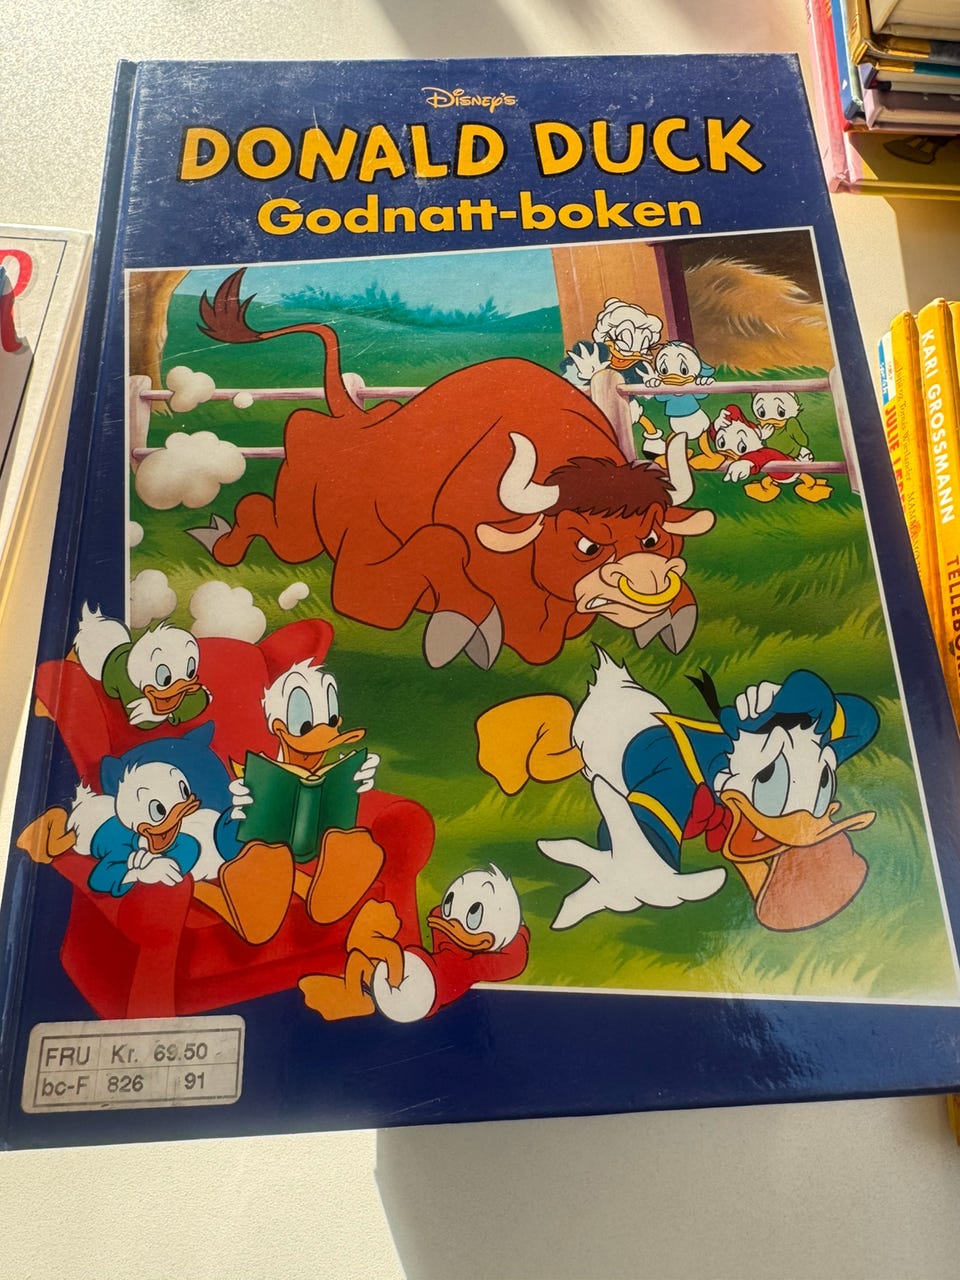 Disney's
DONALD DUCK
Godnatt-boken
FRU Kr. 69.50
bc-F 826 91
R
KARI GROSSMANN